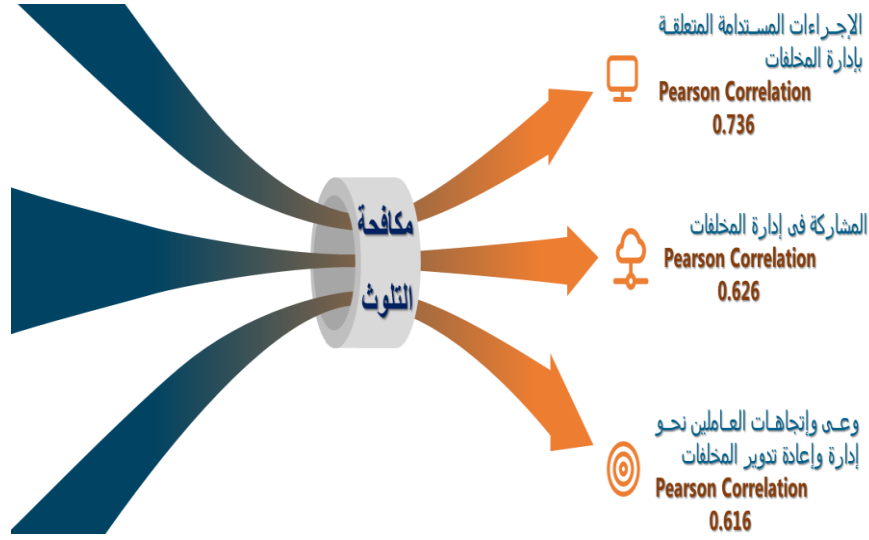 الإجراءات المستدامة المتعلقة
بإدارة المخلفات
Pearson Correlation
0.736
مكافحة
التلوث
المشاركة فى إدارة المخلفات
Pearson Correlation
0.626
وعى وإتجاهات العاملين نحو
إدارة وإعادة تدوير المخلفات
Pearson Correlation
0.616